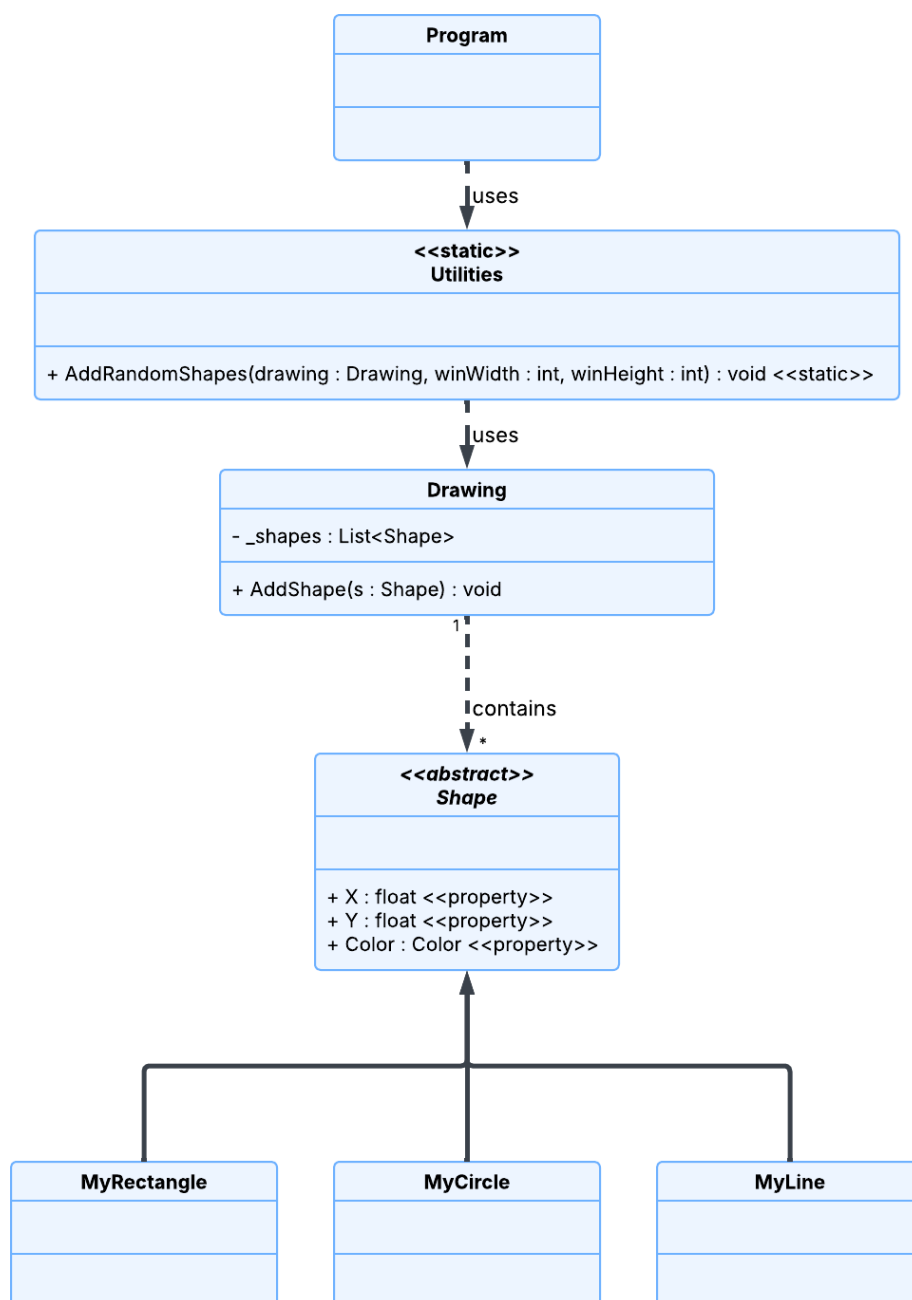 Program
uses
<<static>>
Utilities
+ AddRandomShapes(drawing : Drawing, winWidth : int, winHeight : int) : void <<static>>
uses
Drawing
- _shapes : List<Shape>
+ AddShape(s : Shape) : void
1
contains
*
<<abstract>>
Shape
+ X : float <<property>>
+ Y : float <<property>>
+ Color : Color <<property>>
MyRectangle
MyCircle
MyLine